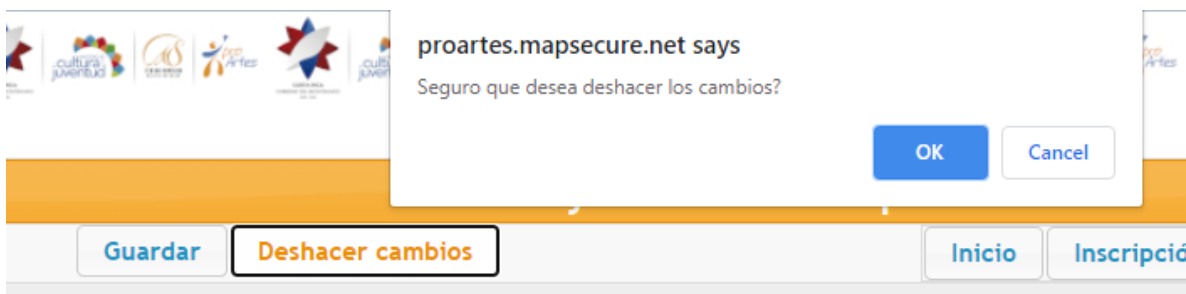 proartes.mapsecure.net says
Seguro que desea deshacer los cambios?
OK
Cancel
cultura
juventud
Artes
Guardar
Deshacer cambios
Inicio
Inscripció